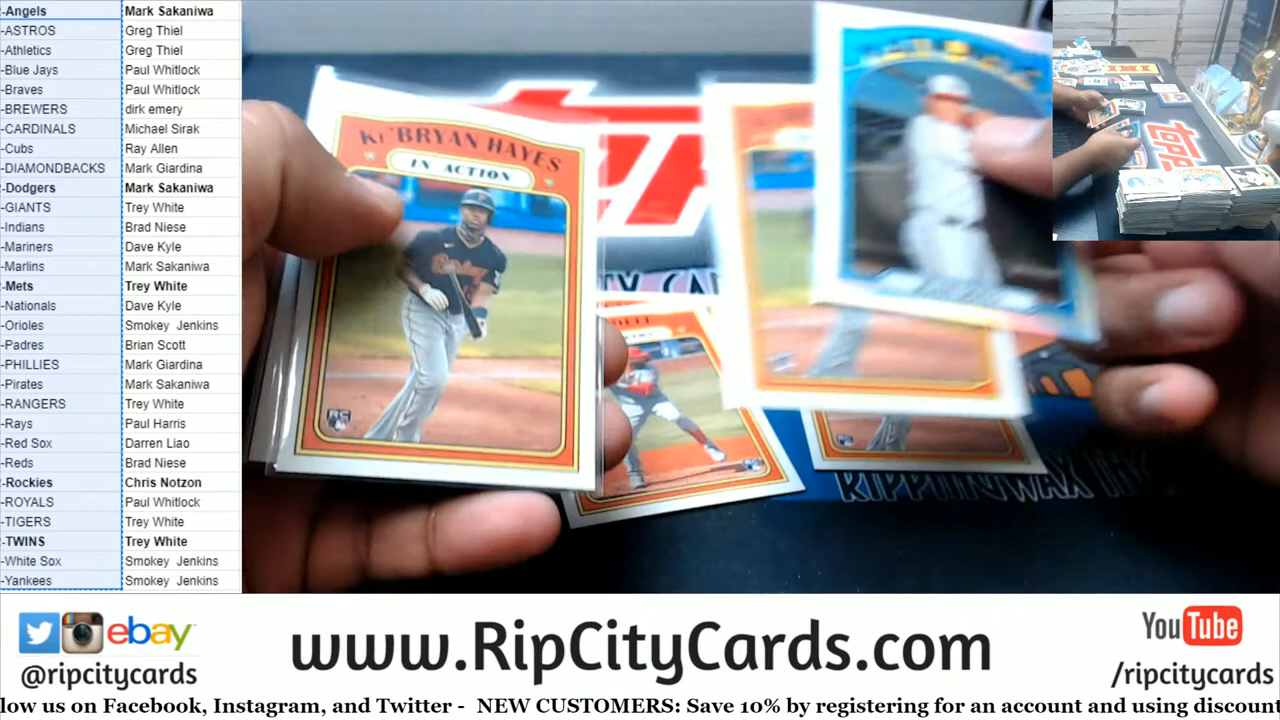 -Angels Mark Sakaniwa
-ASTROS Greg Thiel
-Athletics Greg Thiel
-Blue Jays Paul Whitlock
-Braves Paul Whitlock
-BREWERS dirk emery
-CARDINALS Michael Sirak
-Cubs Ray Allen
-DIAMONDBACKS Mark Giardina
-Dodgers Mark Sakaniwa
-GIANTS Trey White
-Indians Brad Niese
-Mariners Dave Kyle
-Marlins Mark Sakaniwa
-Mets Trey White
-Nationals Dave Kyle
-Orioles Smokey Jenkins
-Padres Brian Scott
-PHILLIES Mark Giardina
-Pirates Mark Sakaniwa
-RANGERS Trey White
-Rays Paul Harris
-Red Sox Darren Liao
-Reds Brad Niese
-Rockies Chris Notzon
-ROYALS Paul Whitlock
-TIGERS Trey White
-TWINS Trey White
-White Sox Smokey Jenkins
-Yankees Smokey Jenkins
KE'BRYAN HAYES
IN ACTION
RC
RIPPINGWAX
ebay
@ripcitycards
www.RipCityCards.com
YouTube
/ripcitycards
low us on Facebook, Instagram, and Twitter - NEW CUSTOMERS: Save 10% by registering for an account and using discount